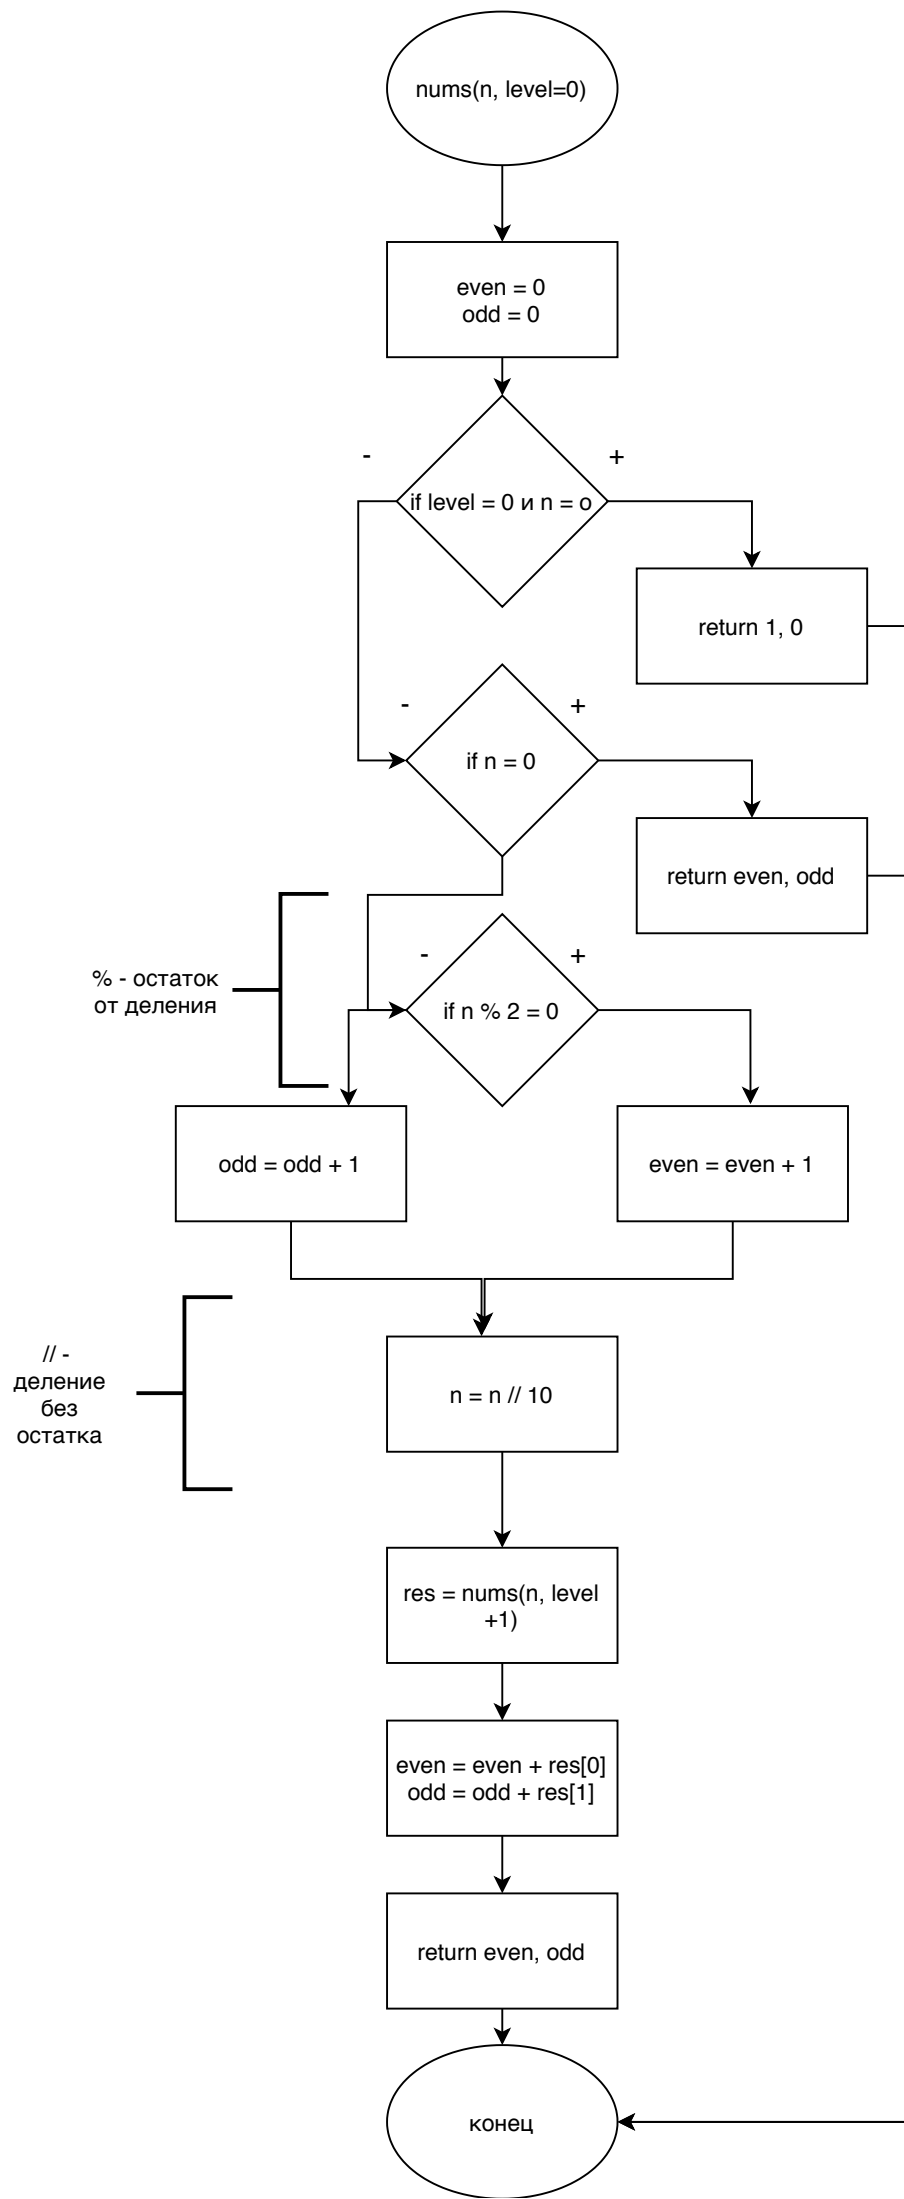 nums(n, level=0)
even = 0
odd = 0
-
+
if level = 0 и n = o
return 1, 0
-
+
if n = 0
return even, odd
% - остаток
от деления
-
+
if n % 2 = 0
odd = odd + 1
even = even + 1
// -
деление
без
остатка
n = n // 10
res = nums(n, level
+1)
even = even + res[0]
odd = odd + res[1]
return even, odd
конец